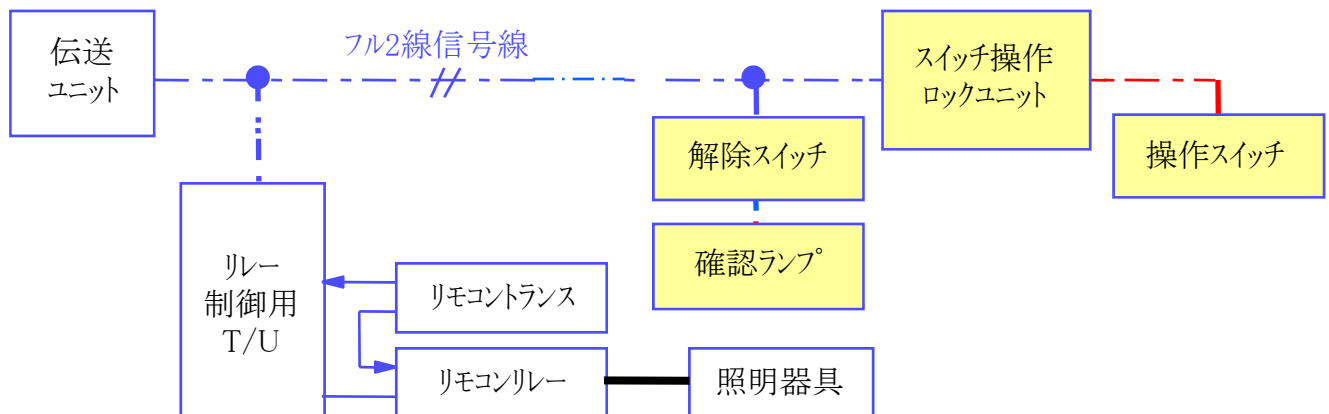 伝送
ユニット
フル2線信号線
スイッチ操作
ロックユニット
解除スイッチ
操作スイッチ
確認ランプ
リレー
制御用
T/U
リモコントランス
リモコンリレー
照明器具